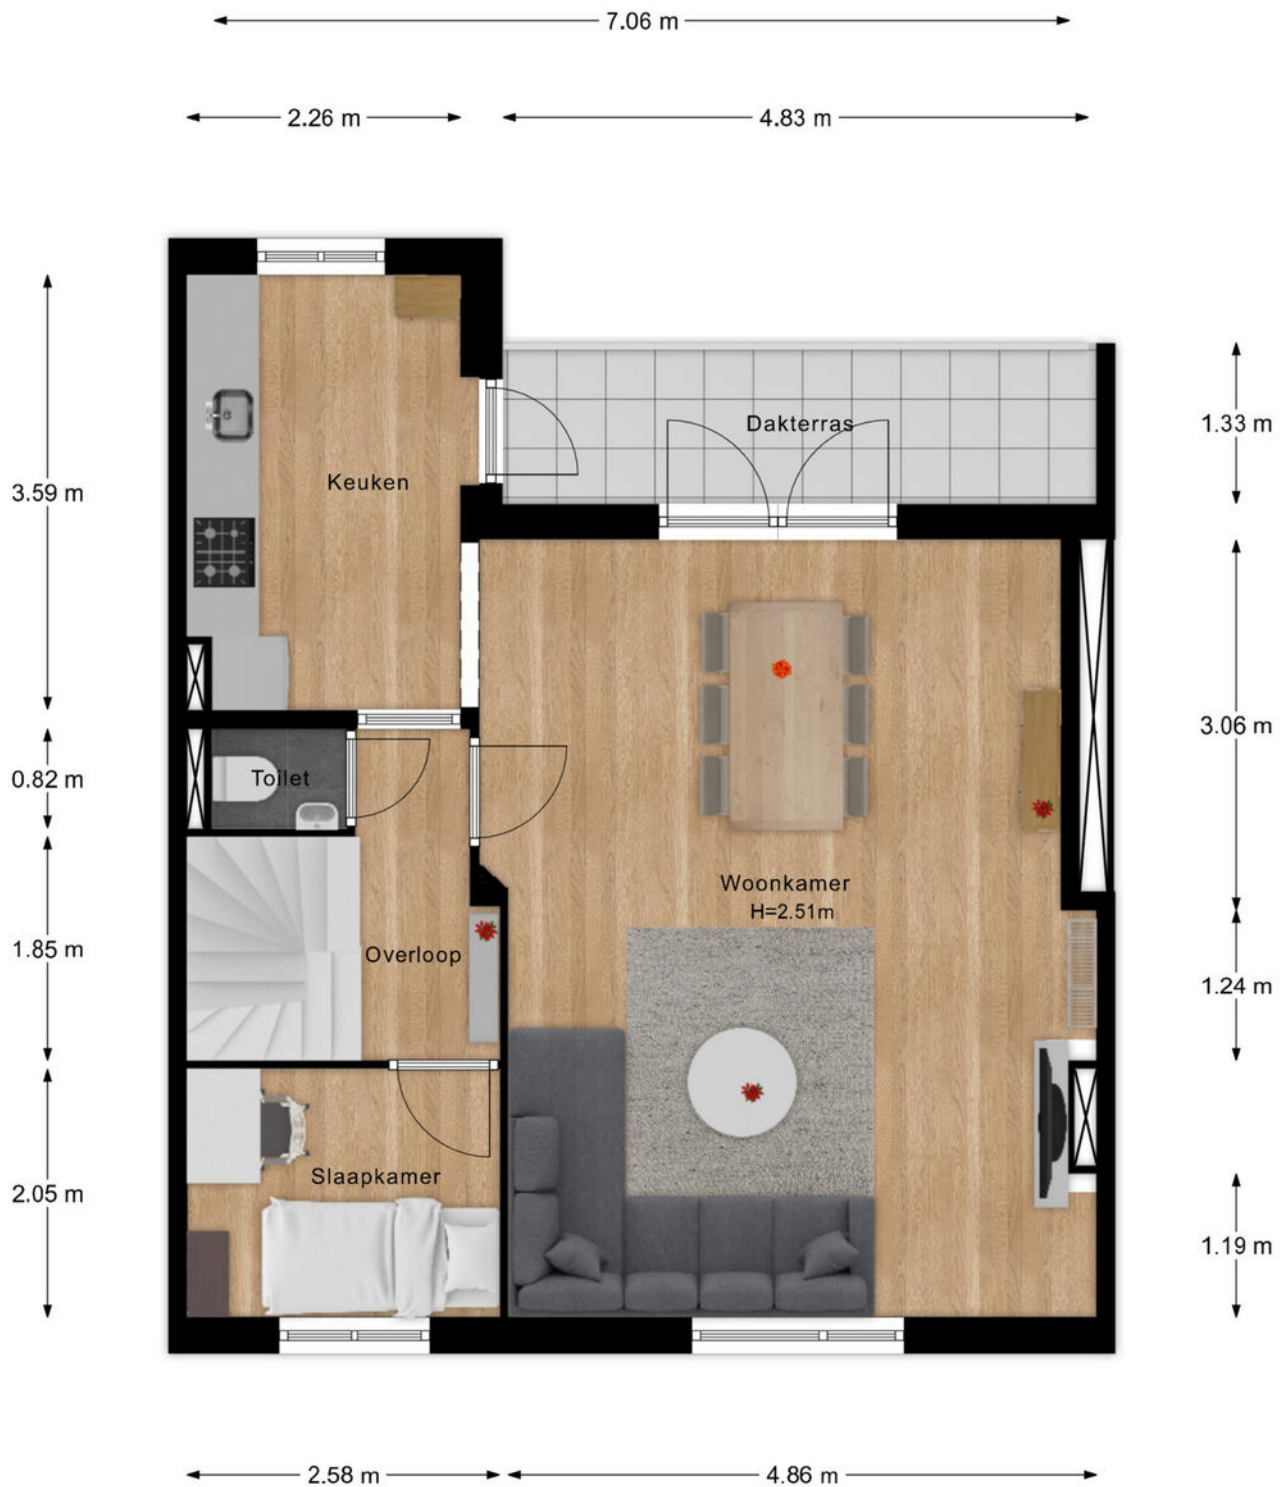 7.06 m
2.26 m
4.83 m
Dakterras
1.33 m
Keuken
3.59 m
3.06 m
Toilet
0.82 m
Woonkamer
H=2.51m
Overloop
1.85 m
1.24 m
Slaapkamer
2.05 m
1.19 m
2.58 m
4.86 m